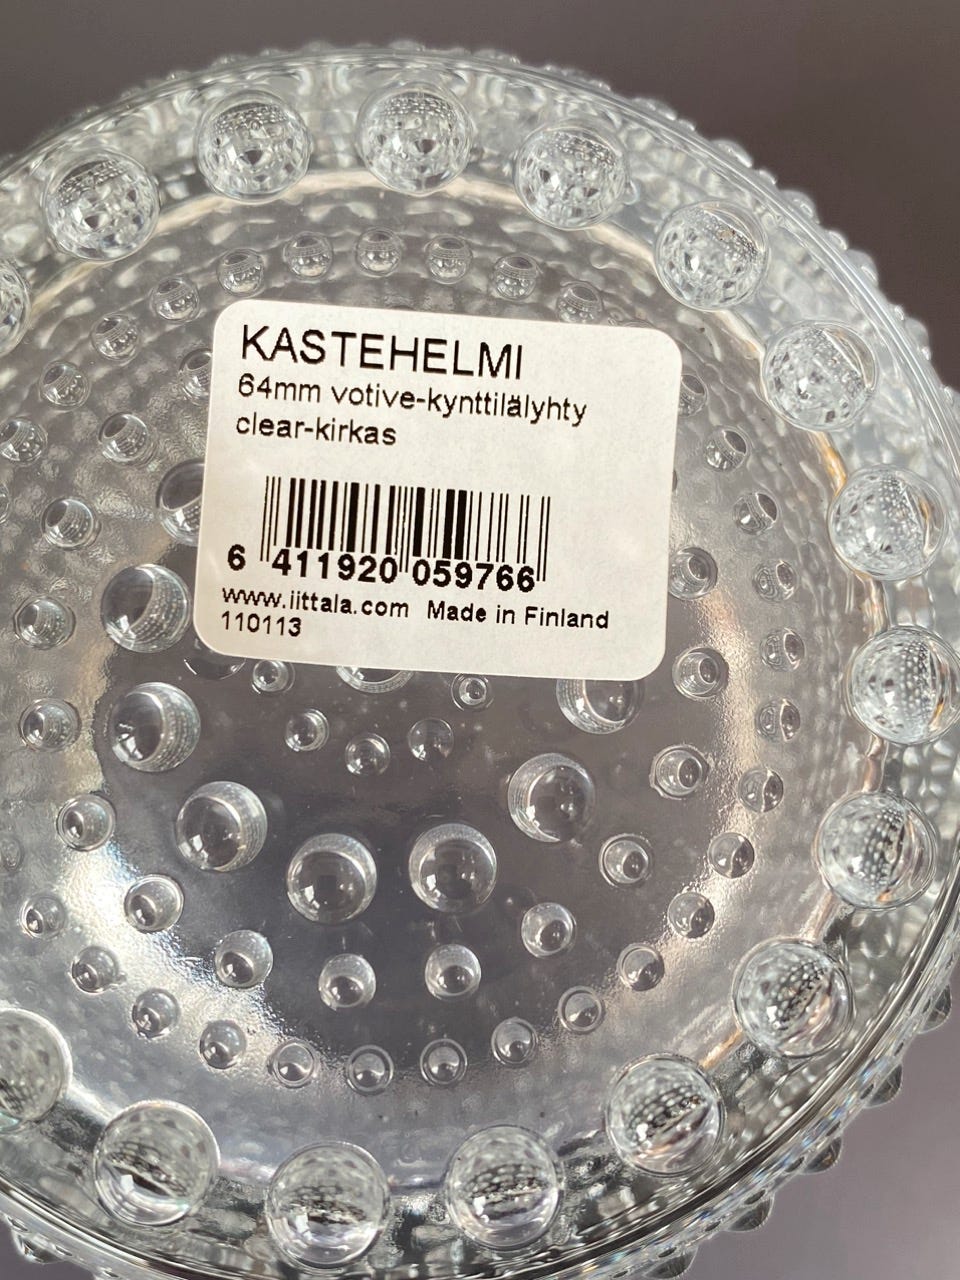 KASTEHELMI
64mm votive-kynttilälyhty
clear-kirkas
6 411920 059766
www.iittala.com Made in Finland
110113